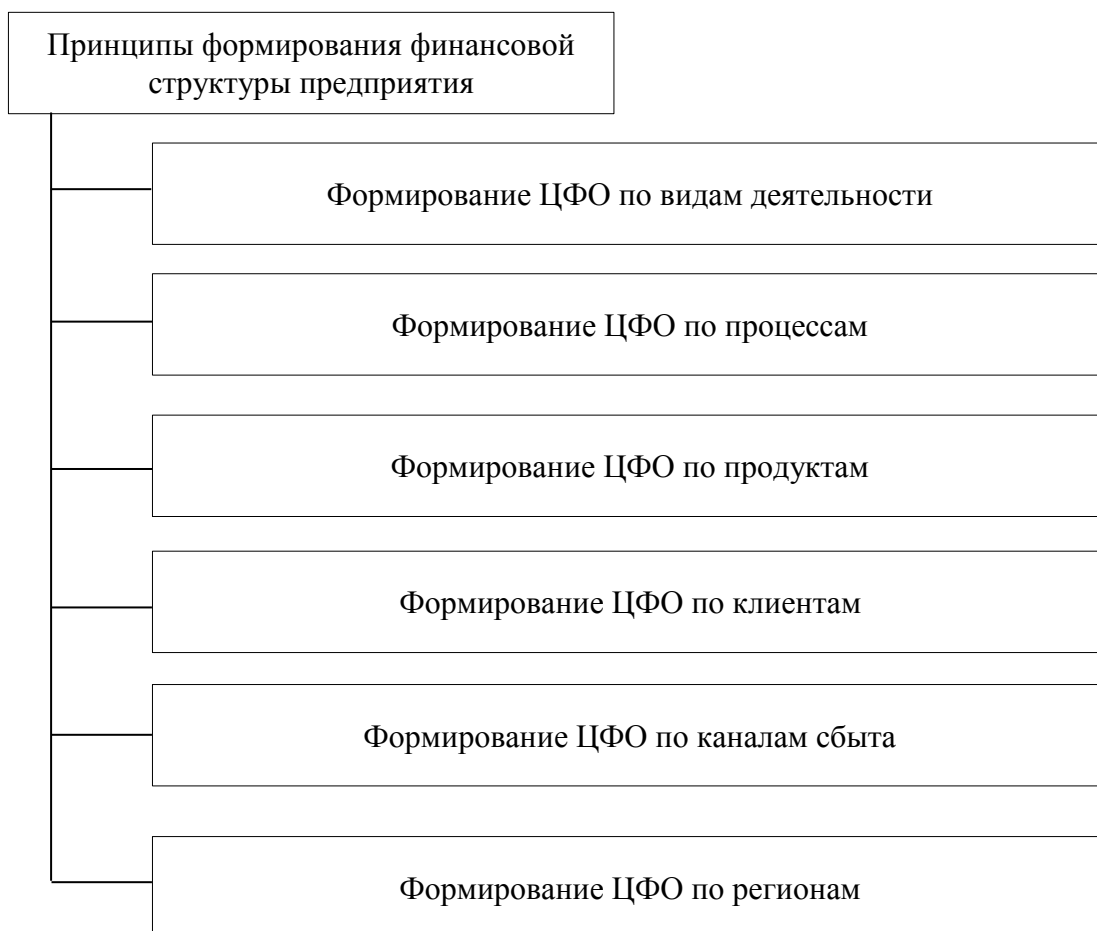 Принципы формирования финансовой
структуры предприятия
Формирование ЦФО по видам деятельности
Формирование ЦФО по процессам
Формирование ЦФО по продуктам
Формирование ЦФО по клиентам
Формирование ЦФО по каналам сбыта
Формирование ЦФО по регионам